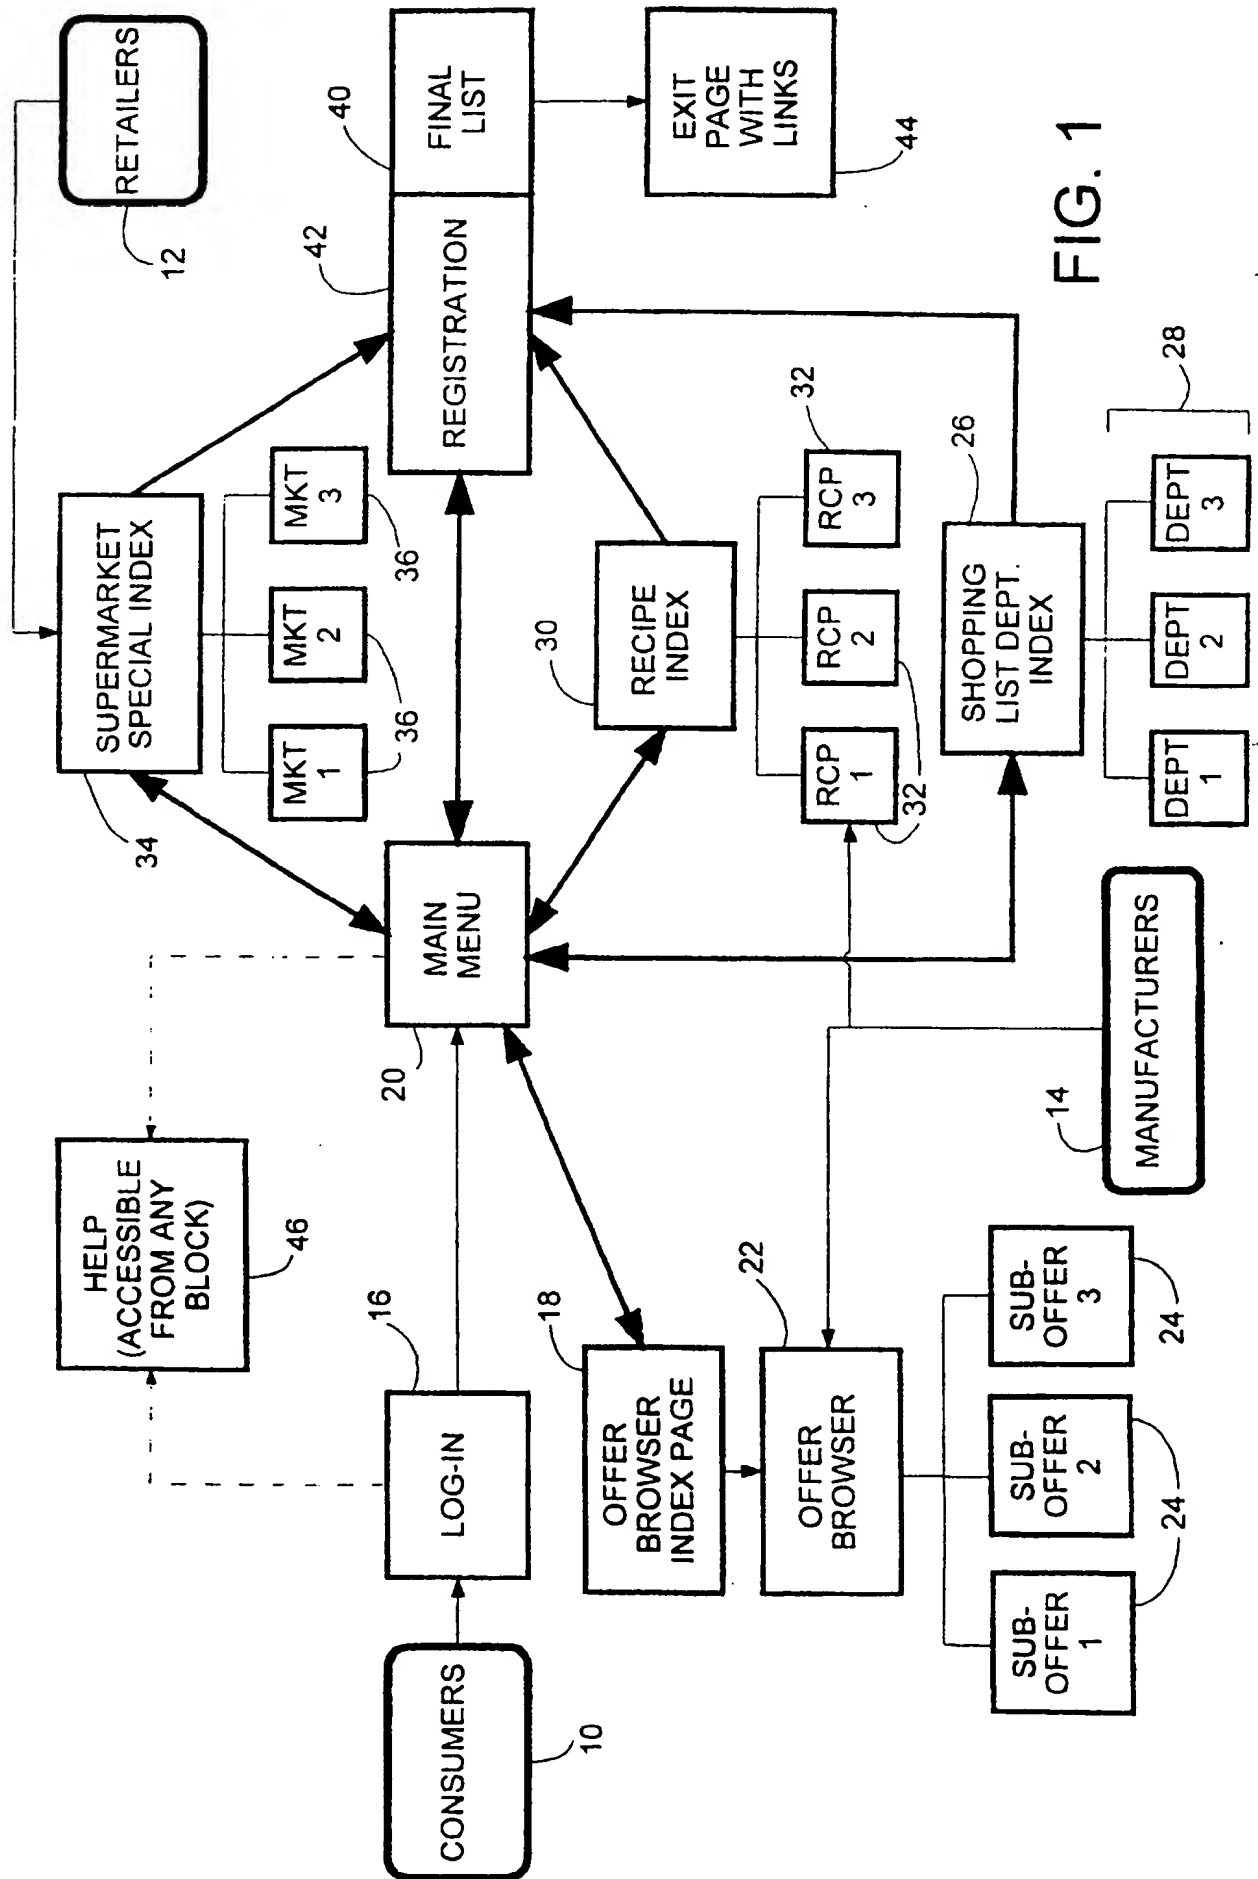 RETAILERS
12
SUPERMARKET
SPECIAL INDEX
34
MKT
1
MKT
2
MKT
3
36
36
36
HELP
(ACCESSIBLE
FROM ANY
BLOCK)
46
CONSUMERS
10
LOG-IN
16
MAIN
MENU
20
REGISTRATION
42
FINAL
LIST
40
EXIT
PAGE
WITH
LINKS
44
OFFER
BROWSER
INDEX PAGE
18
OFFER
BROWSER
22
SUB-
OFFER
1
SUB-
OFFER
2
SUB-
OFFER
3
24
24
RECIPE
INDEX
30
RCP
1
RCP
2
RCP
3
32
32
SHOPPING
LIST DEPT.
INDEX
26
DEPT
1
DEPT
2
DEPT
3
28
MANUFACTURERS
14
FIG. 1